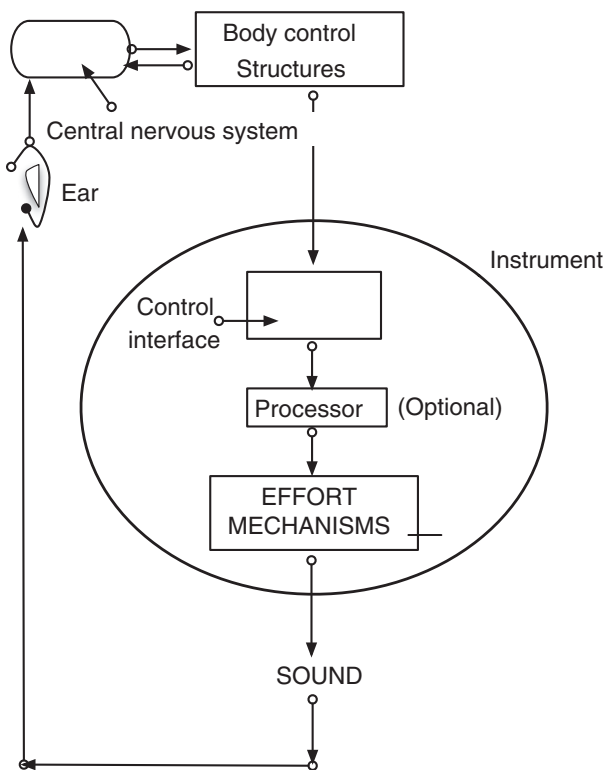 Body control
Structures
Central nervous system
Ear
Instrument
Control
interface
Processor
(Optional)
EFFORT
MECHANISMS
SOUND